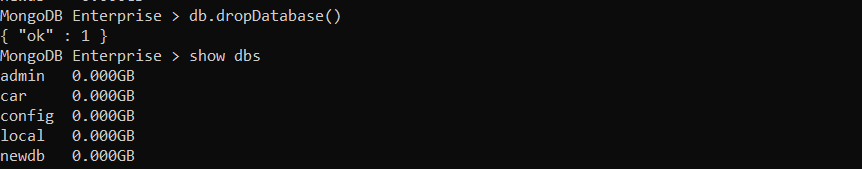 MongoDB Enterprise > db.dropDatabase()
{ "ok" : 1 }
MongoDB Enterprise > show dbs
admin   0.000GB
car     0.000GB
config  0.000GB
local   0.000GB
newdb   0.000GB